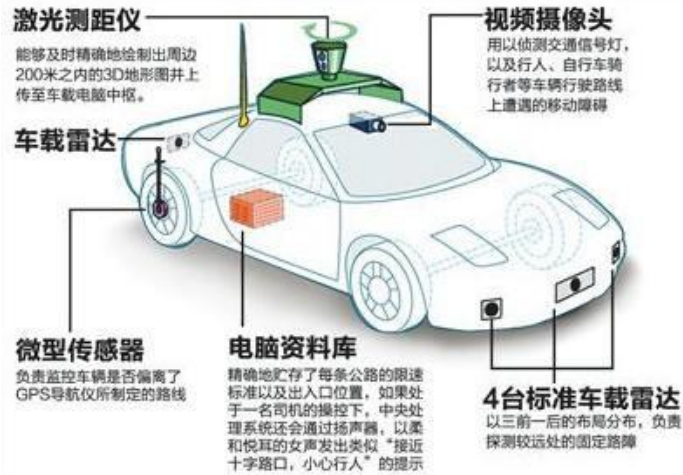 激光测距仪
能够及时精确地绘制出周边
200米之内的3D地形图并上
传至车载电脑中枢。
视频摄像头
用以侦测交通信号灯,
以及行人、自行车骑
行者等车辆行驶路线
上遭遇的移动障碍
车载雷达
微型传感器
负责监控车辆是否偏离了
GPS导航仪所制定的路线
电脑资料库
精确地贮存了每条公路的限速
标准以及出入口位置,如果处
于一名司机的操控下,中央处
理系统还会通过扬声器,以柔
和悦耳的女声发出类似“接近
十字路口,小心行人”的提示
4台标准车载雷达
以三前一后的布局分布,负责
探测较远处的固定路障